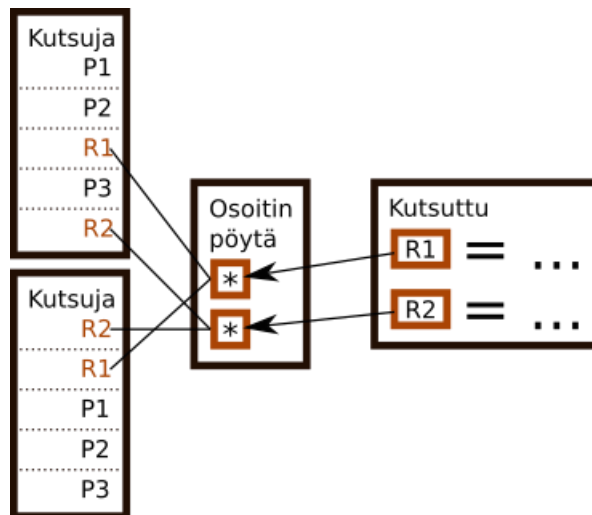 Kutsuja
P1
P2
R1
P3
R2
Kutsuja
R2
R1
P1
P2
P3
Osoitin
pöytä
*
*
Kutsuttu
R1 = ...
R2 = ...